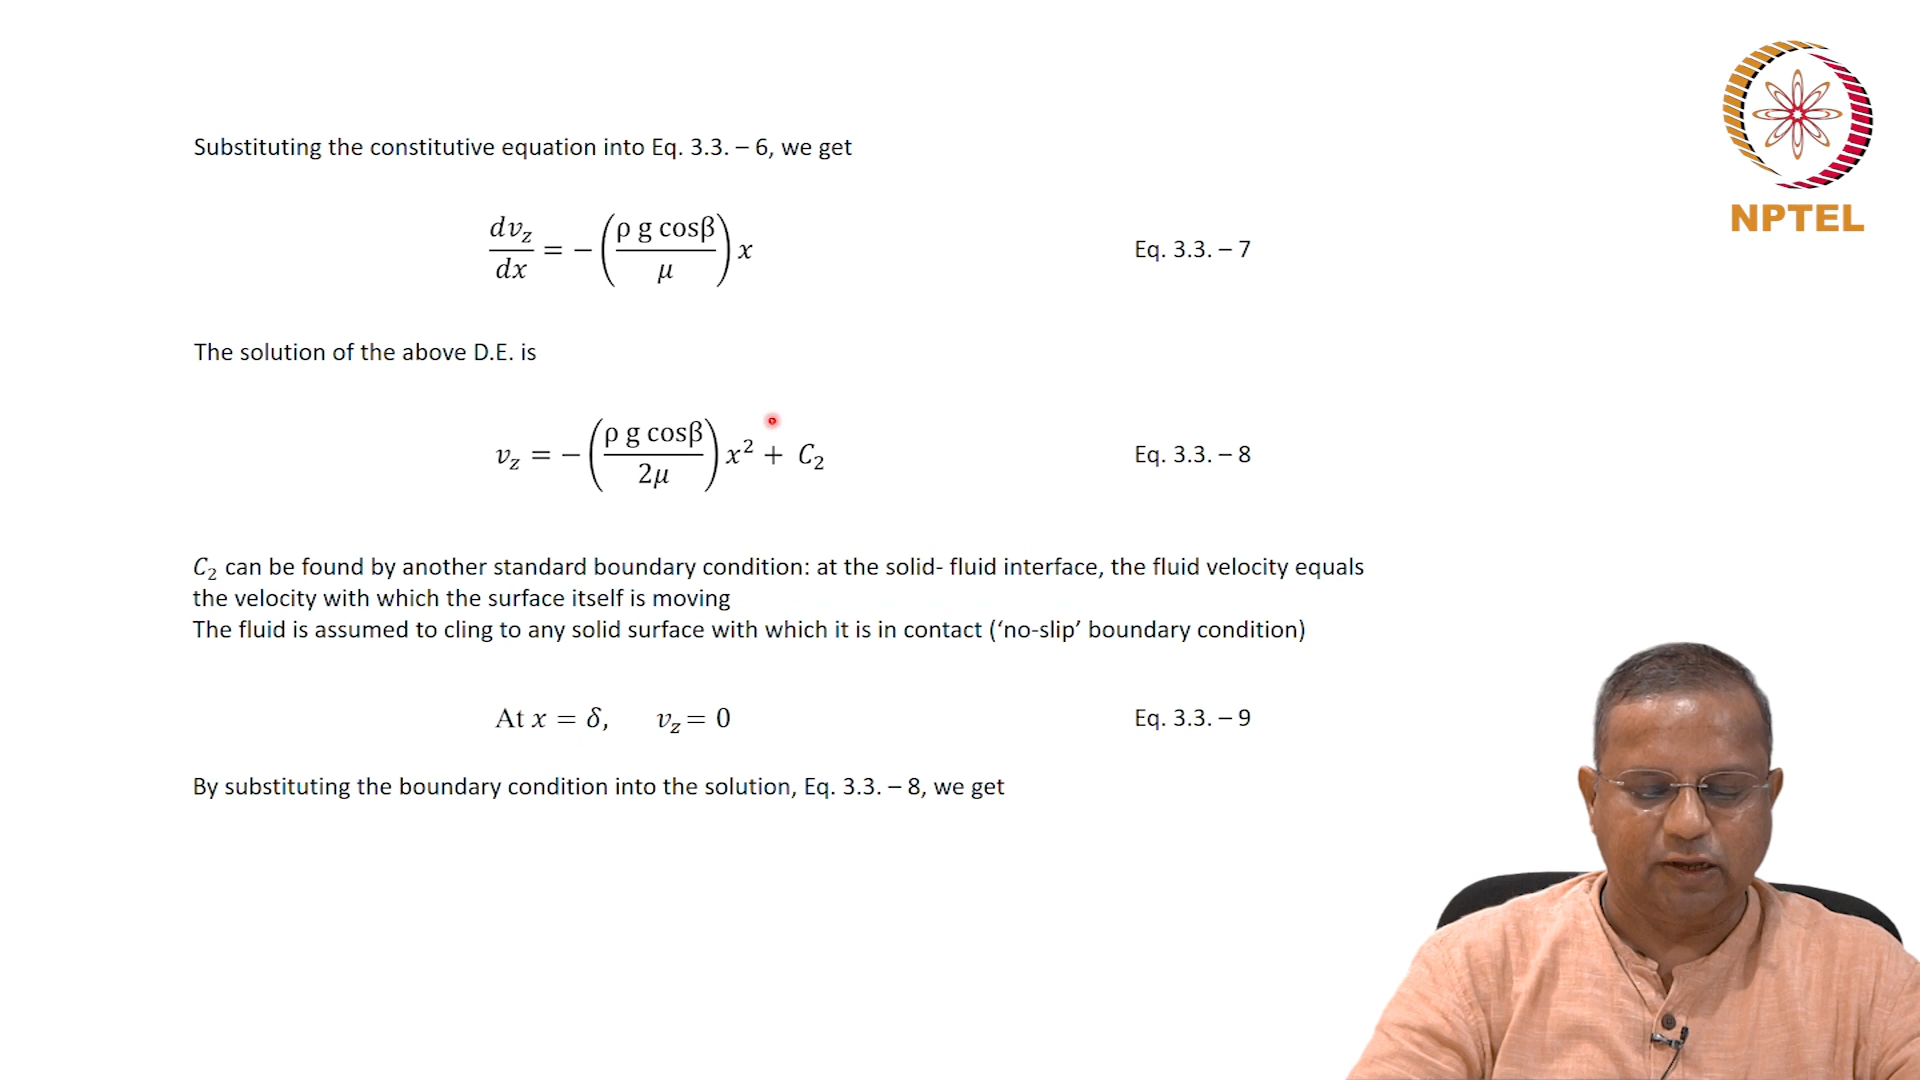 NPTEL
Substituting the constitutive equation into Eq. 3.3. – 6, we get
dv_z/dx = − (ρ g cosβ / μ) x Eq. 3.3. – 7
The solution of the above D.E. is
v_z = − (ρ g cosβ / 2μ) x² + C₂ Eq. 3.3. – 8
C₂ can be found by another standard boundary condition: at the solid- fluid interface, the fluid velocity equals
the velocity with which the surface itself is moving
The fluid is assumed to cling to any solid surface with which it is in contact (‘no-slip’ boundary condition)
At x = δ, v_z = 0 Eq. 3.3. – 9
By substituting the boundary condition into the solution, Eq. 3.3. – 8, we get